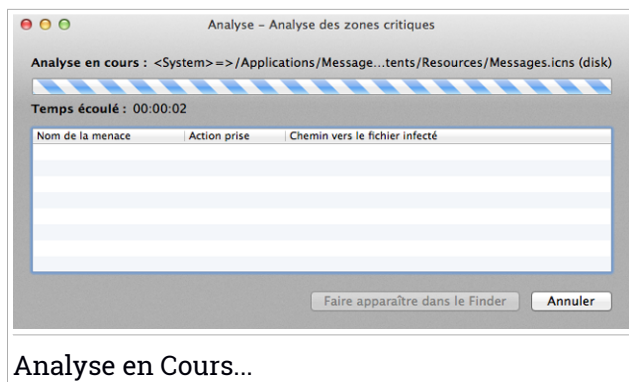 Analyse – Analyse des zones critiques
Analyse en cours : <System>=>/Applications/Message...tents/Resources/Messages.icns (disk)
Temps écoulé : 00:00:02
Nom de la menace Action prise Chemin vers le fichier infecté
Faire apparaître dans le Finder Annuler
Analyse en Cours...